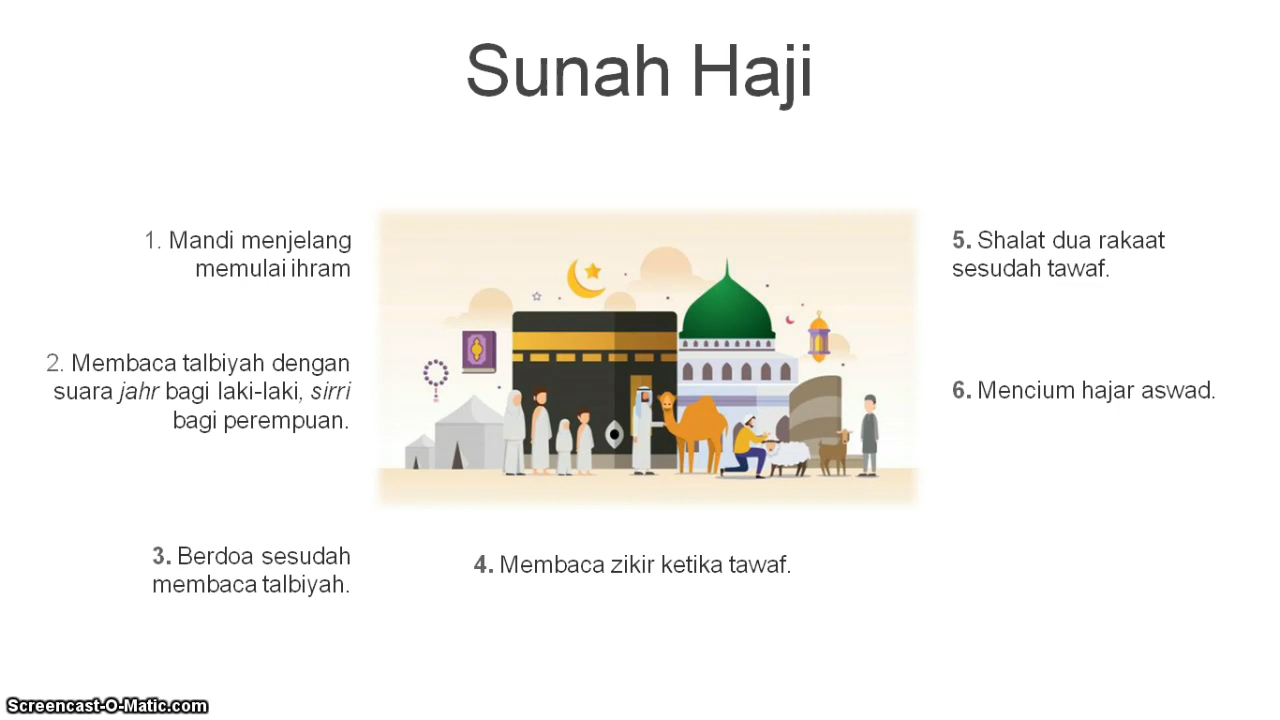 Sunah Haji
1. Mandi menjelang
memulai ihram
2. Membaca talbiyah dengan
suara jahr bagi laki-laki, sirri
bagi perempuan.
3. Berdoa sesudah
membaca talbiyah.
4. Membaca zikir ketika tawaf.
5. Shalat dua rakaat
sesudah tawaf.
6. Mencium hajar aswad.
Screencast-O-Matic.com